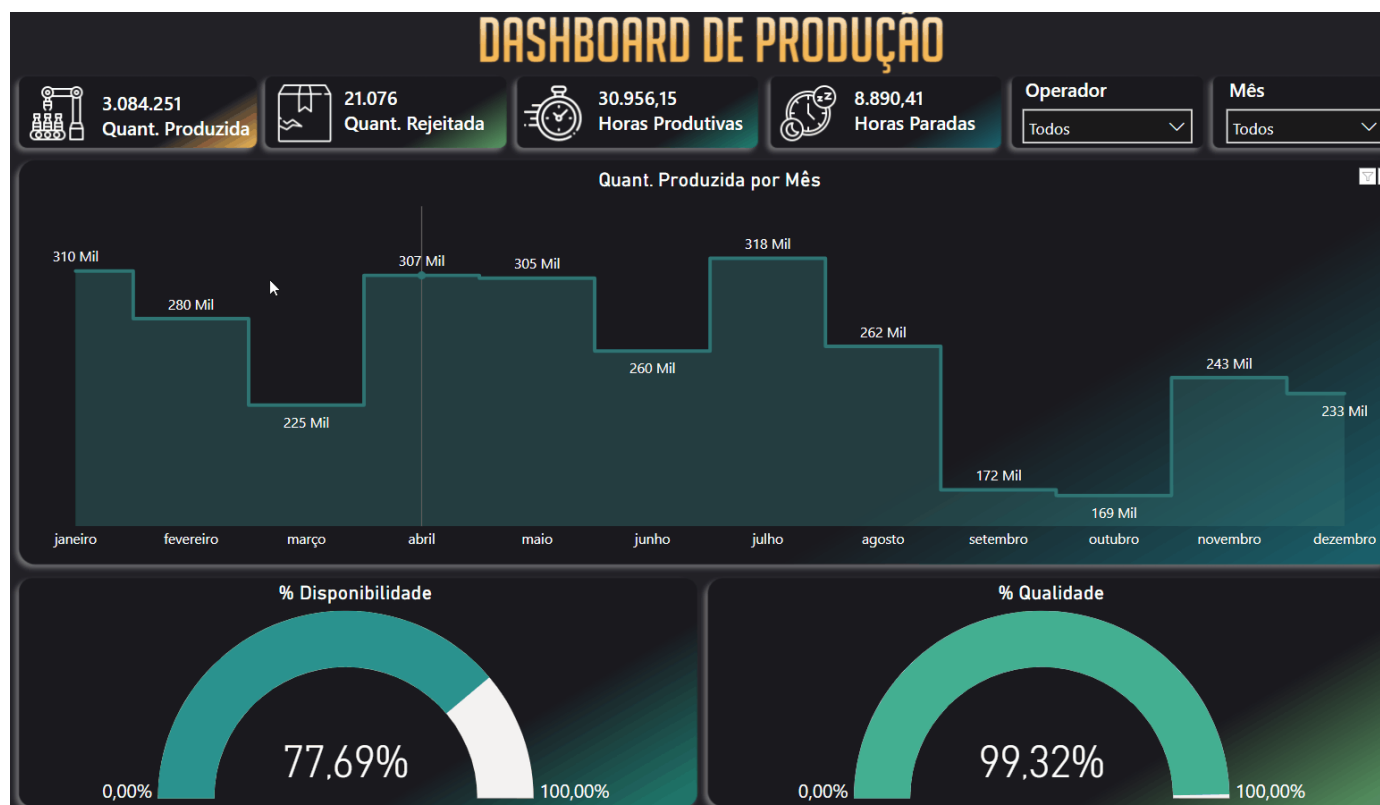 DASHBOARD DE PRODUÇÃO
3.084.251
Quant. Produzida
21.076
Quant. Rejeitada
30.956,15
Horas Produtivas
8.890,41
Horas Paradas
Operador
Todos
Mês
Todos
Quant. Produzida por Mês
310 Mil
280 Mil
225 Mil
307 Mil
305 Mil
260 Mil
318 Mil
262 Mil
172 Mil
169 Mil
243 Mil
233 Mil
janeiro
fevereiro
março
abril
maio
junho
julho
agosto
setembro
outubro
novembro
dezembro
% Disponibilidade
77,69%
0,00%
100,00%
% Qualidade
99,32%
0,00%
100,00%